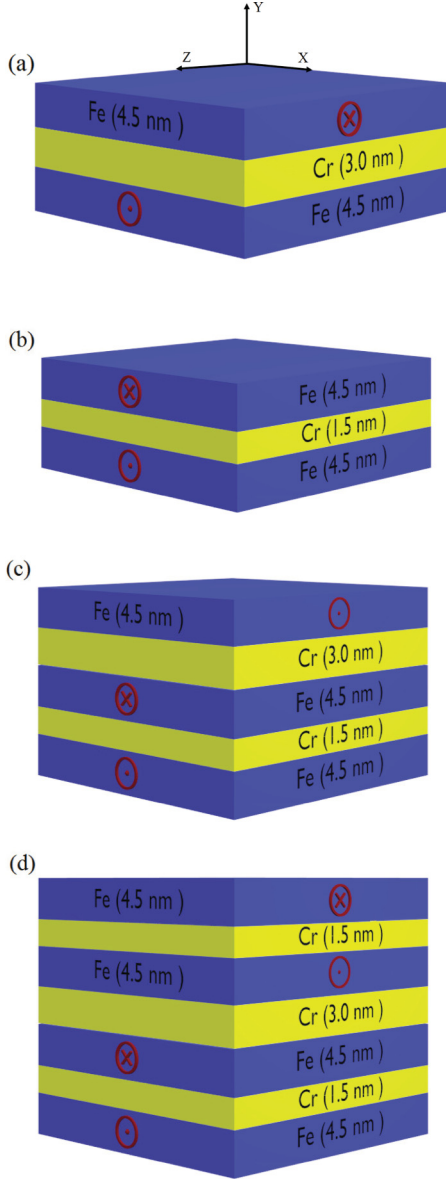 Y
Z X
(a)
Fe (4.5 nm )
Cr (3.0 nm )
Fe (4.5 nm )
(b)
Fe (4.5 nm )
Cr (1.5 nm )
Fe (4.5 nm )
(c)
Fe (4.5 nm )
Cr (3.0 nm )
Fe (4.5 nm )
Cr (1.5 nm )
Fe (4.5 nm )
(d)
Fe (4.5 nm )
Cr (1.5 nm )
Fe (4.5 nm )
Cr (3.0 nm )
Fe (4.5 nm )
Cr (1.5 nm )
Fe (4.5 nm )